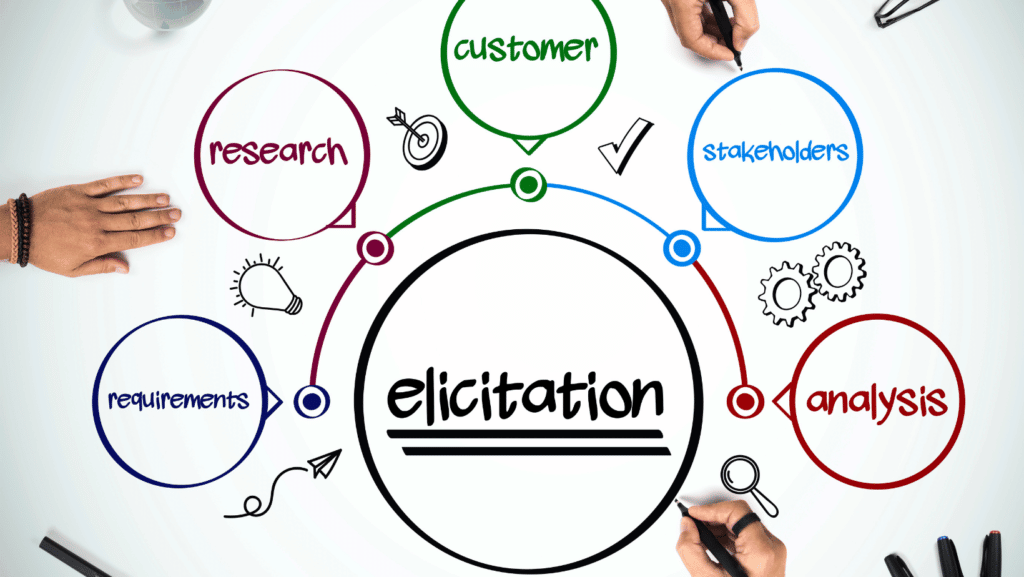 customer
research
stakeholders
requirements
elicitation
analysis